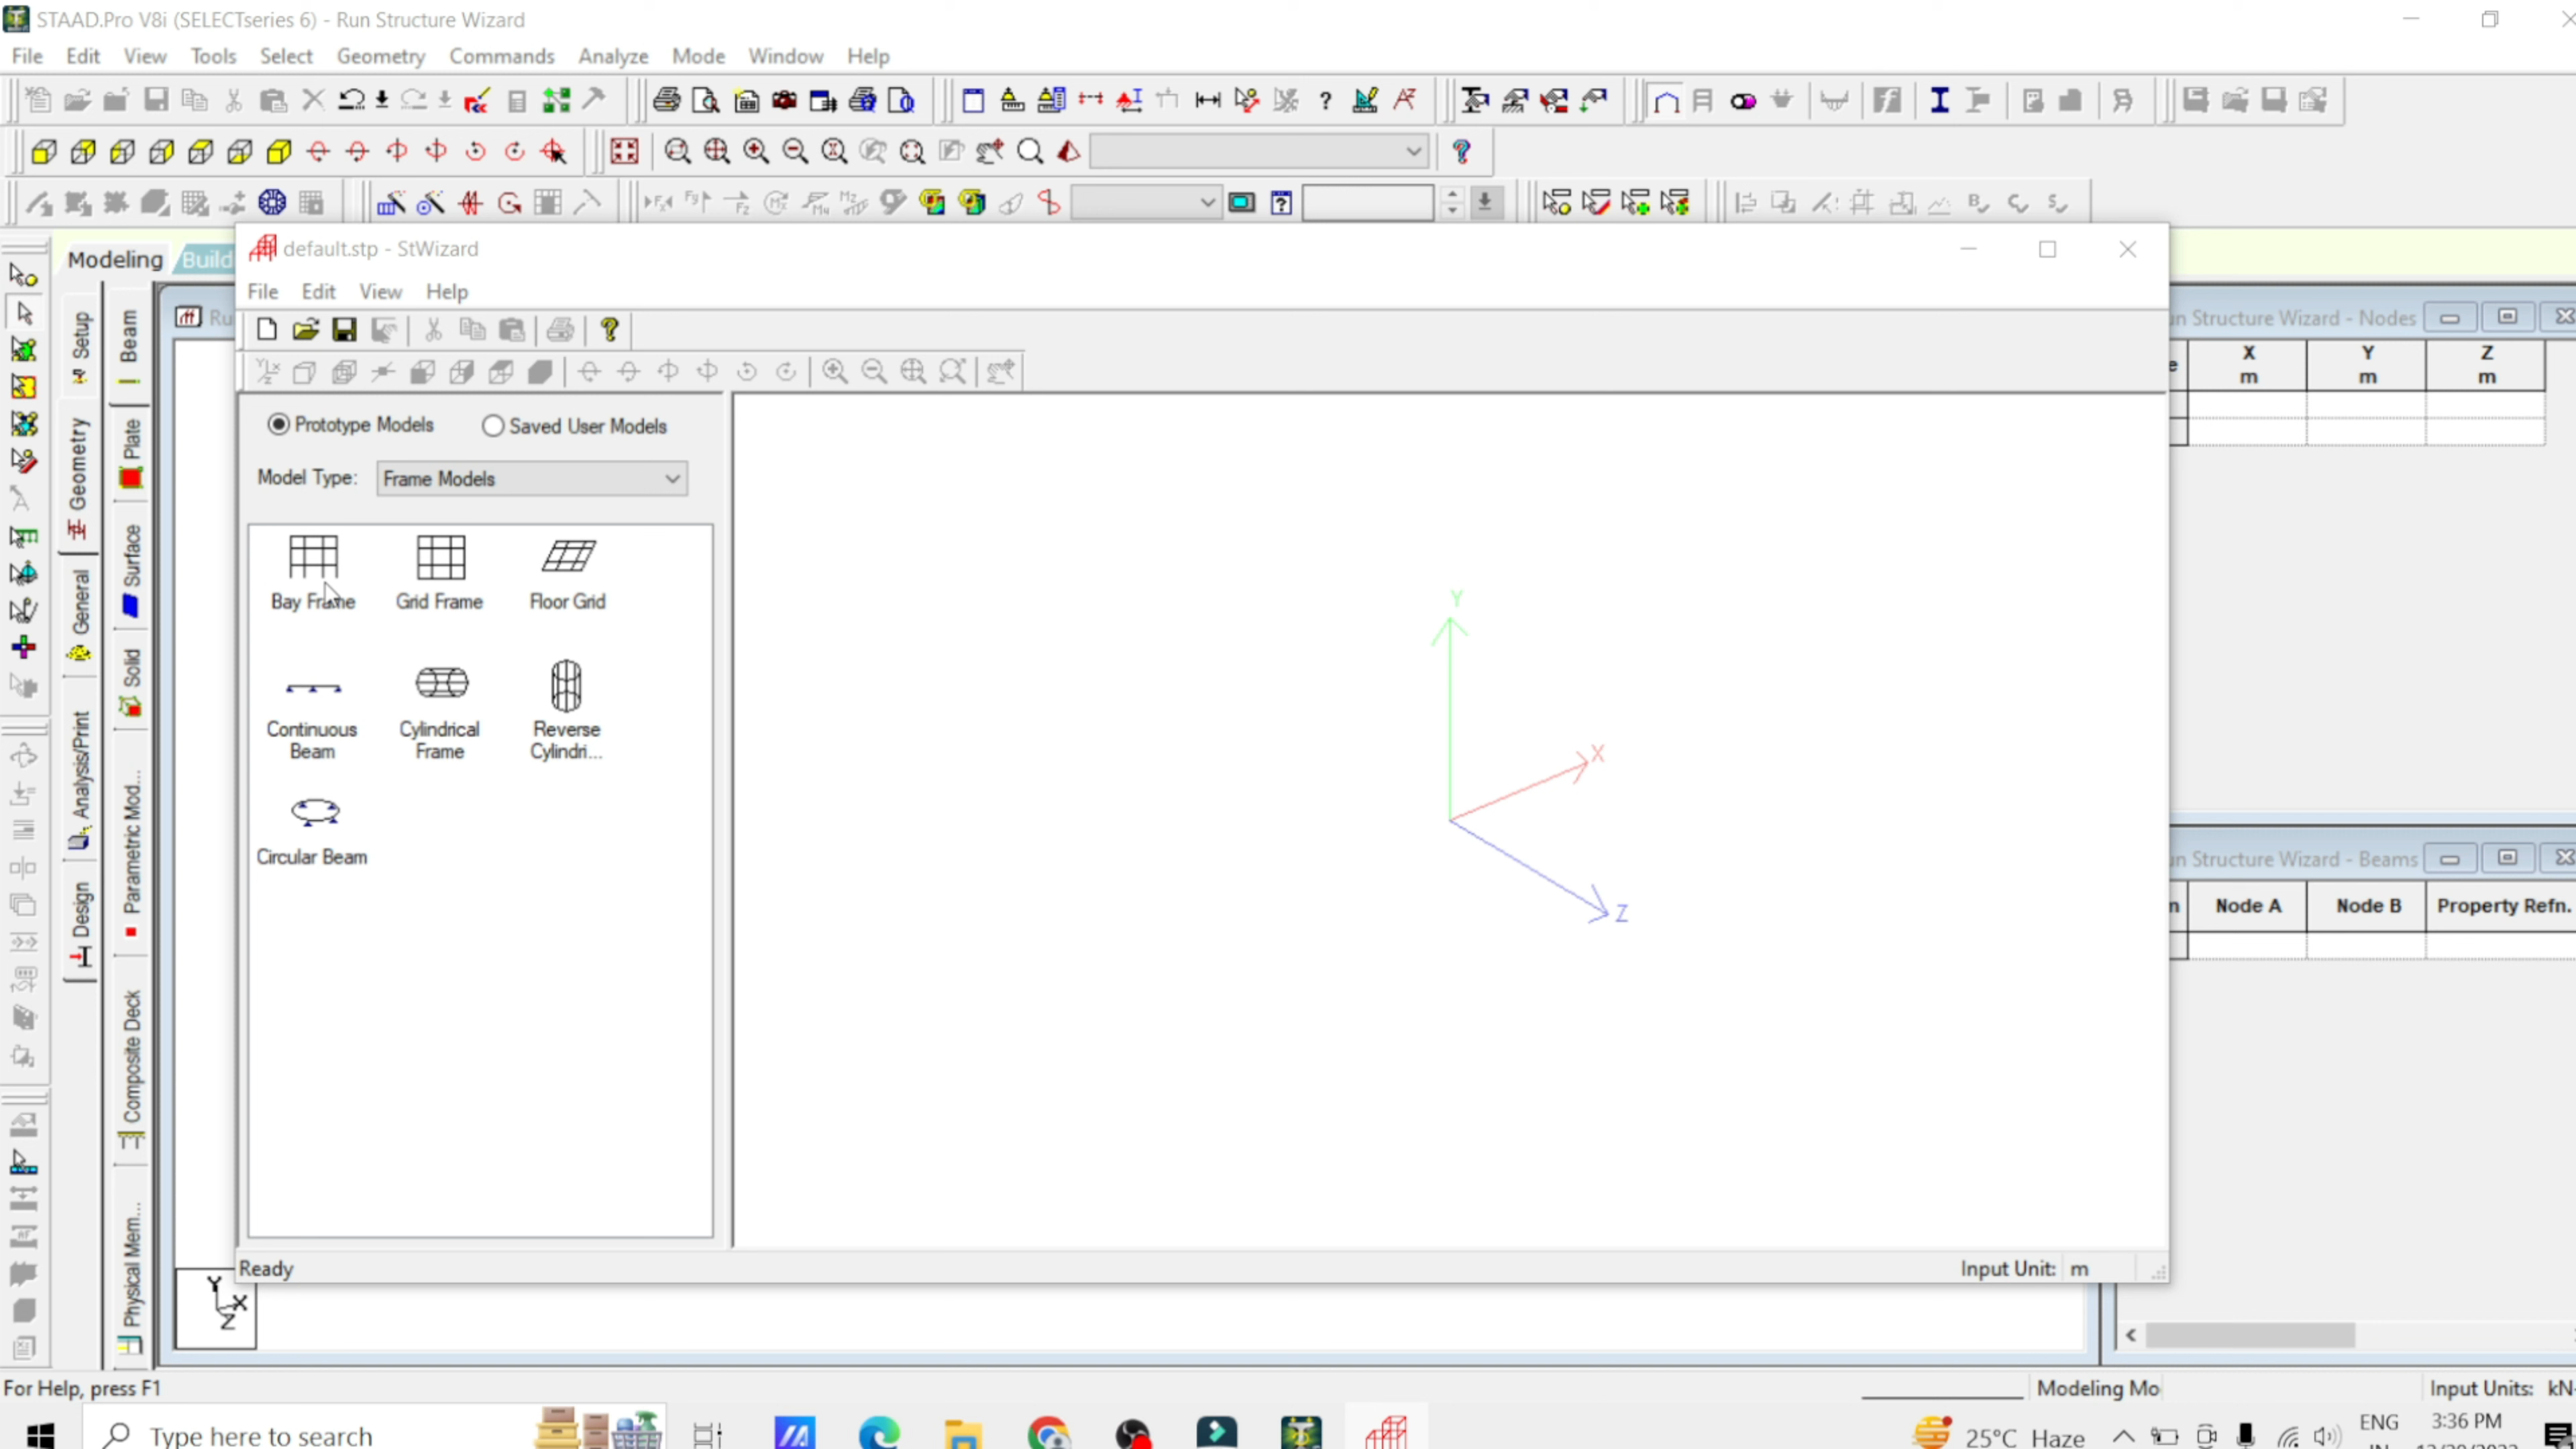 STAAD.Pro V8i (SELECTseries 6) - Run Structure Wizard
File Edit View Tools Select Geometry Commands Analyze Mode Window Help
Modeling Build
default.stp - StWizard
File Edit View Help
Prototype Models Saved User Models
Model Type: Frame Models
Bay Frame Grid Frame Floor Grid
Continuous Beam
Cylindrical Frame
Reverse Cylindri...
Circular Beam
Y
X
Z
Ready
Input Unit: m
Setup
Geometry
General
Analysis/Print
Design
Beam
Plate
Surface
Solid
Parametric Mod...
Composite Deck
Physical Mem...
Ru
un Structure Wizard - Nodes
e
X m
Y m
Z m
un Structure Wizard - Beams
n Node A Node B Property Refn.
Y
X
Z
For Help, press F1
Modeling Mo
Input Units: kN-
Type here to search
25°C Haze
ENG
3:36 PM